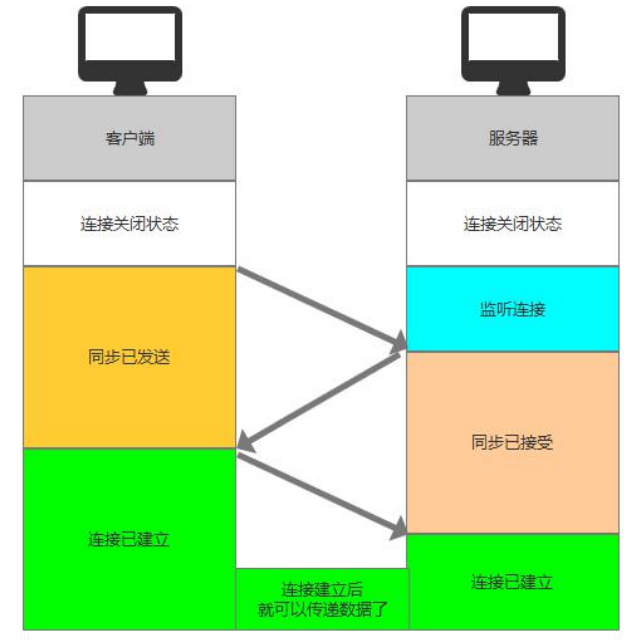 客户端
服务器
连接关闭状态
连接关闭状态
监听连接
同步已发送
同步已接受
连接已建立
连接已建立
连接建立后
就可以传递数据了